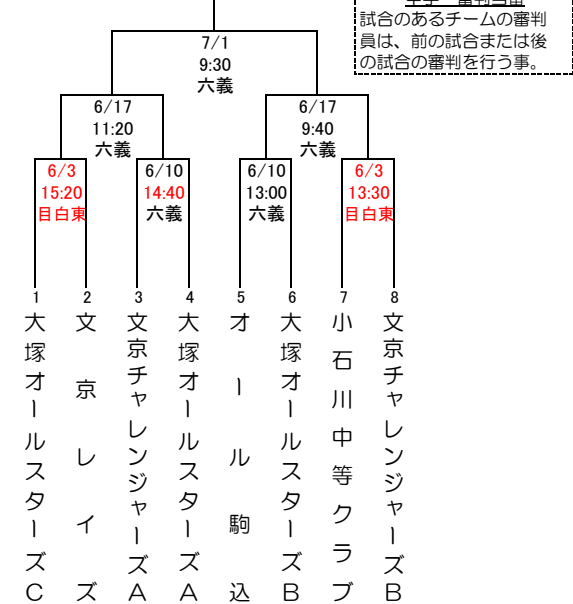 試合のあるチームの審判
員は、前の試合または後
の試合の審判を行う事。
7/1
9:30
六義
6/17
11:20
六義
6/17
9:40
六義
6/3
15:20
目白東
6/10
14:40
六義
6/10
13:00
六義
6/3
13:30
目白東
1
2
3
4
5
6
7
8
大塚オールスターズC
文京レイズ
文京チャレンジャーズA
大塚オールスターズA
オール駒込
大塚オールスターズB
小石川中等クラブ
文京チャレンジャーズB